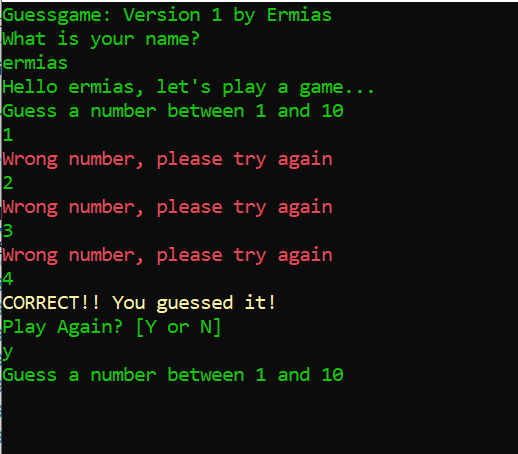 Guessgame: Version 1 by Ermias
What is your name?
ermias
Hello ermias, let's play a game...
Guess a number between 1 and 10
1
Wrong number, please try again
2
Wrong number, please try again
3
Wrong number, please try again
4
CORRECT!! You guessed it!
Play Again? [Y or N]
y
Guess a number between 1 and 10